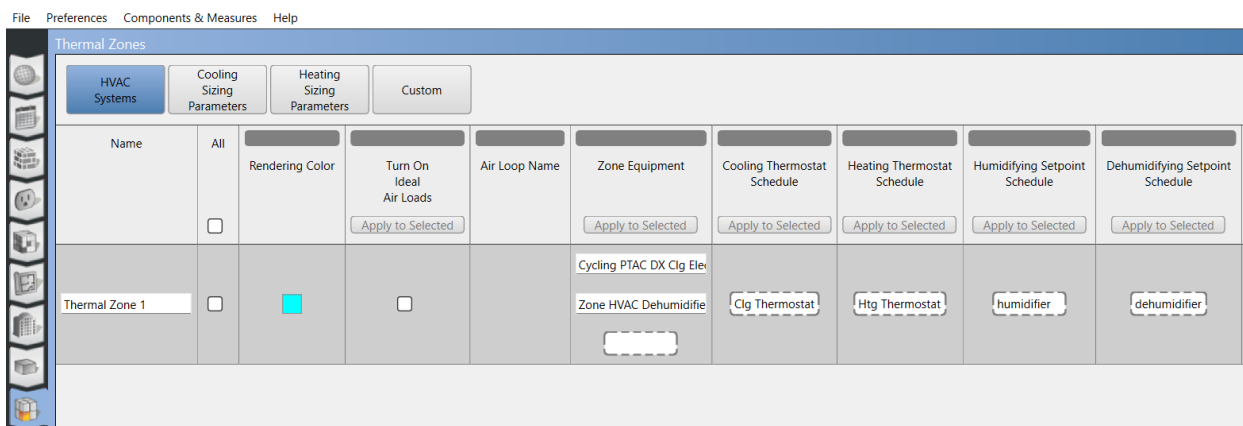 File Preferences Components & Measures Help
Thermal Zones
HVAC
Systems
Cooling
Sizing
Parameters
Heating
Sizing
Parameters
Custom
Name
All
Rendering Color
Turn On
Ideal
Air Loads
Apply to Selected
Air Loop Name
Zone Equipment
Apply to Selected
Cooling Thermostat
Schedule
Apply to Selected
Heating Thermostat
Schedule
Apply to Selected
Humidifying Setpoint
Schedule
Apply to Selected
Dehumidifying Setpoint
Schedule
Apply to Selected
Thermal Zone 1
Cycling PTAC DX Clg Ele
Zone HVAC Dehumidifie
Clg Thermostat
Htg Thermostat
humidifier
dehumidifier